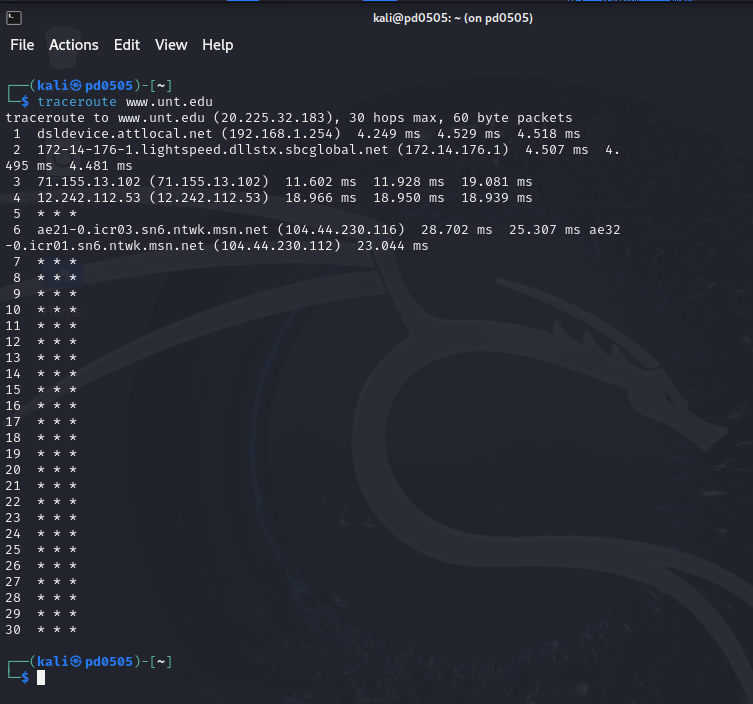 kali@pd0505: ~ (on pd0505)
File Actions Edit View Help
┌──(kali㉿pd0505)-[~]
└─$ traceroute www.unt.edu
traceroute to www.unt.edu (20.225.32.183), 30 hops max, 60 byte packets
 1  dsldevice.attlocal.net (192.168.1.254)  4.249 ms  4.529 ms  4.518 ms
 2  172-14-176-1.lightspeed.dllstx.sbcglobal.net (172.14.176.1)  4.507 ms  4.
495 ms  4.481 ms
 3  71.155.13.102 (71.155.13.102)  11.602 ms  11.928 ms  19.081 ms
 4  12.242.112.53 (12.242.112.53)  18.966 ms  18.950 ms  18.939 ms
 5  * * *
 6  ae21-0.icr03.sn6.ntwk.msn.net (104.44.230.116)  28.702 ms  25.307 ms ae32
-0.icr01.sn6.ntwk.msn.net (104.44.230.112)  23.044 ms
 7  * * *
 8  * * *
 9  * * *
10  * * *
11  * * *
12  * * *
13  * * *
14  * * *
15  * * *
16  * * *
17  * * *
18  * * *
19  * * *
20  * * *
21  * * *
22  * * *
23  * * *
24  * * *
25  * * *
26  * * *
27  * * *
28  * * *
29  * * *
30  * * *
┌──(kali㉿pd0505)-[~]
└─$